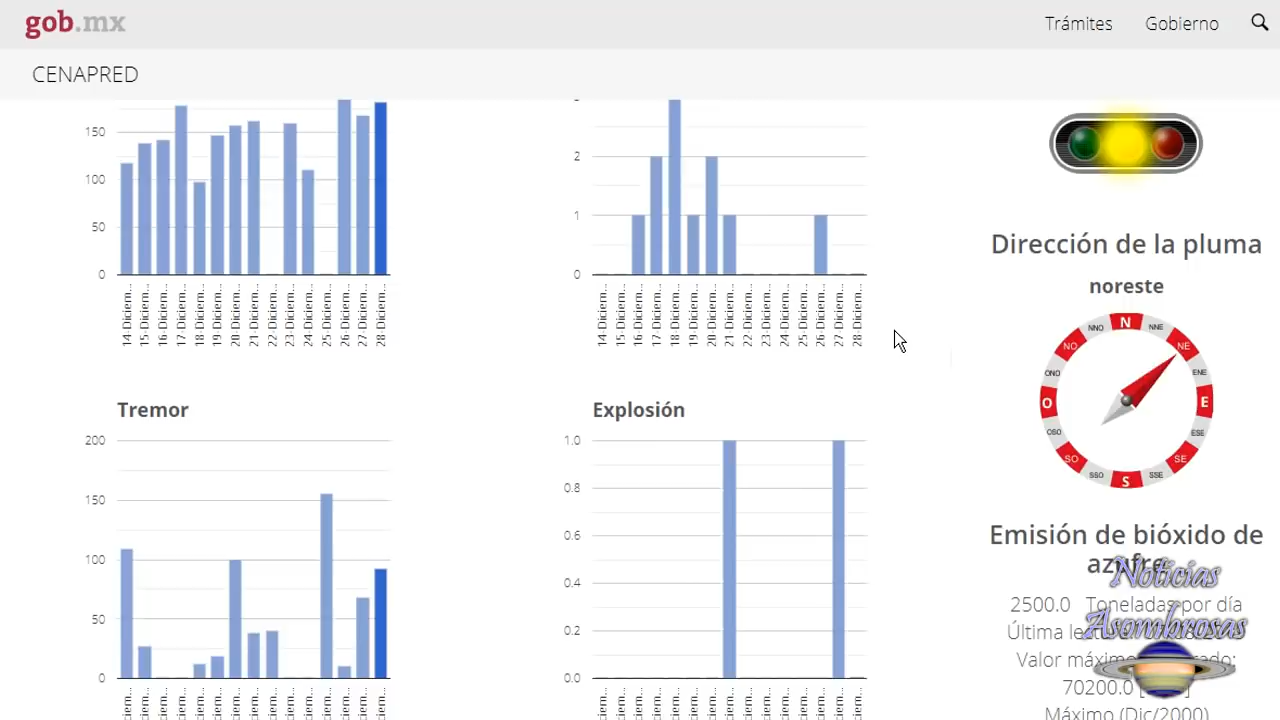 gob.mx
Trámites
Gobierno
CENAPRED
150
100
50
0
14-Diciem...
15-Diciem...
16-Diciem...
17-Diciem...
18-Diciem...
19-Diciem...
20-Diciem...
21-Diciem...
22-Diciem...
23-Diciem...
24-Diciem...
25-Diciem...
26-Diciem...
27-Diciem...
28-Diciem...
2
1
0
14-Diciem...
15-Diciem...
16-Diciem...
17-Diciem...
18-Diciem...
19-Diciem...
20-Diciem...
21-Diciem...
22-Diciem...
23-Diciem...
24-Diciem...
25-Diciem...
26-Diciem...
27-Diciem...
28-Diciem...
Dirección de la pluma
noreste
N
NNE
NE
ENE
E
ESE
SE
SSE
S
SSO
SO
OSO
O
ONO
NO
NNO
Tremor
200
150
100
50
0
Explosión
1.0
0.8
0.6
0.4
0.2
0.0
Emisión de bióxido de
azufre
2500.0 Toneladas por día
Última
Valor
70200.0
Máximo (Dic/2000)
Noticias
Asombrosas